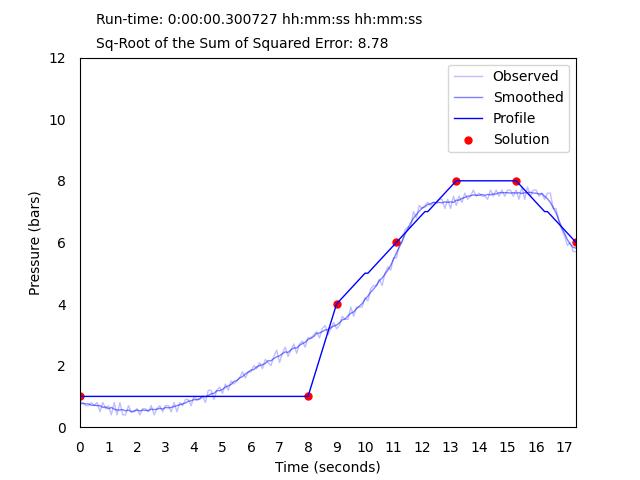 Run-time: 0:00:00.300727 hh:mm:ss hh:mm:ss
Sq-Root of the Sum of Squared Error: 8.78
Observed
Smoothed
Profile
Solution
12
10
8
6
4
2
0
Pressure (bars)
0 1 2 3 4 5 6 7 8 9 10 11 12 13 14 15 16 17
Time (seconds)